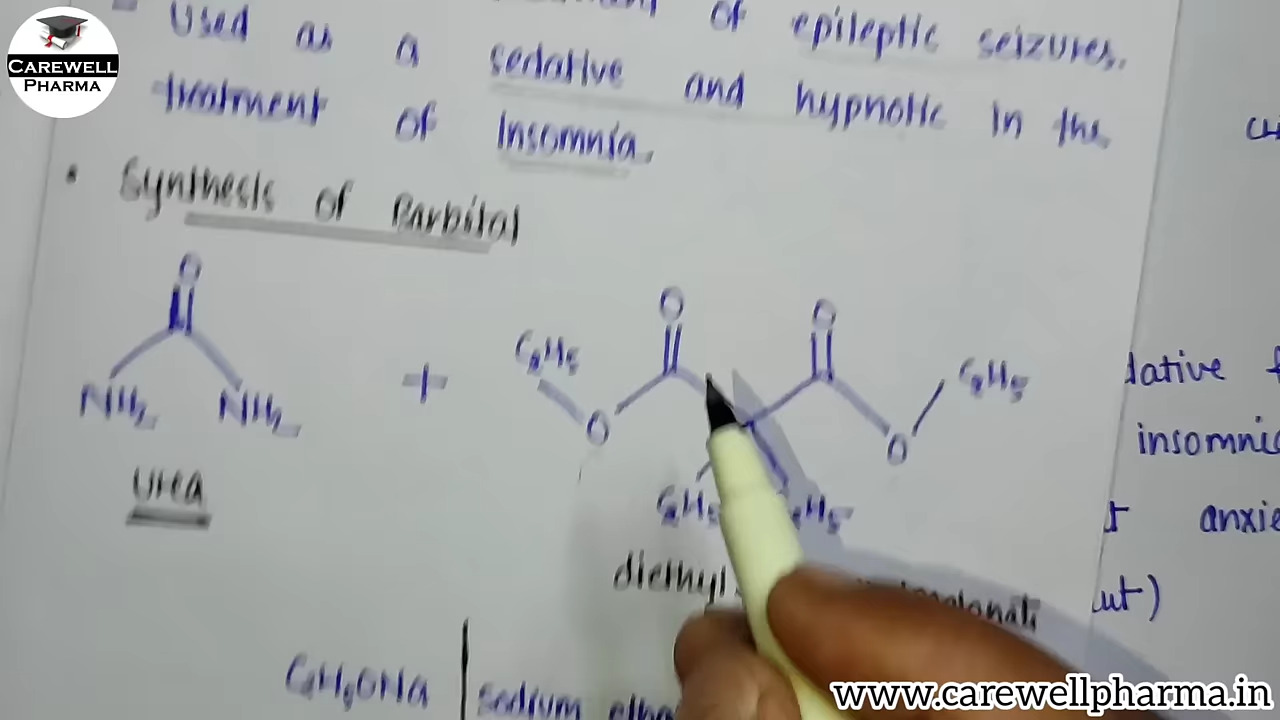 of epileptic seizures.
- Used as a sedative and hypnotic in the
treatment of Insomnia.
• Synthesis of Barbital
O
NH2 NH2
Urea
+
O O
C2H5 C2H5
O O
C2H5 C2H5
diethyl
C2H5ONa | sodium
dative
insomni
anxie
ut)
CAREWELL
PHARMA
www.carewellpharma.in